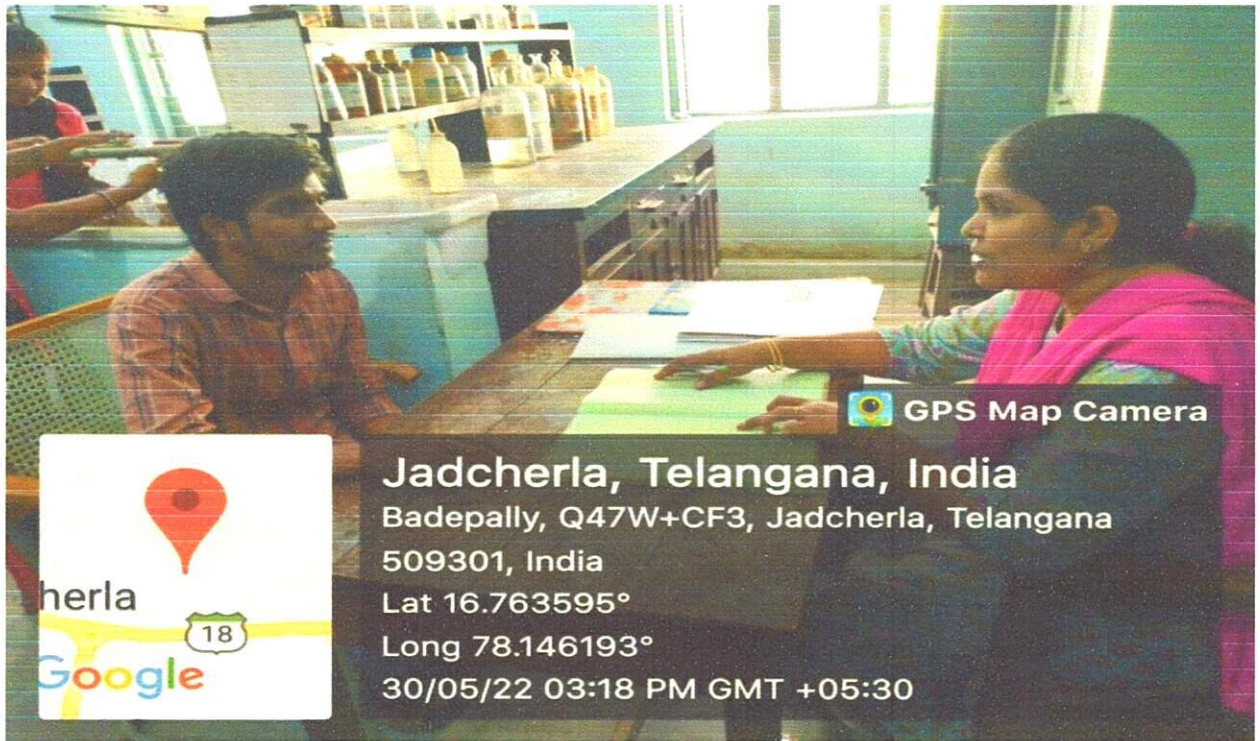 GPS Map Camera
Jadcherla, Telangana, India
Badepally, Q47W+CF3, Jadcherla, Telangana
509301, India
Lat 16.763595°
Long 78.146193°
30/05/22 03:18 PM GMT +05:30
herla
18
Google